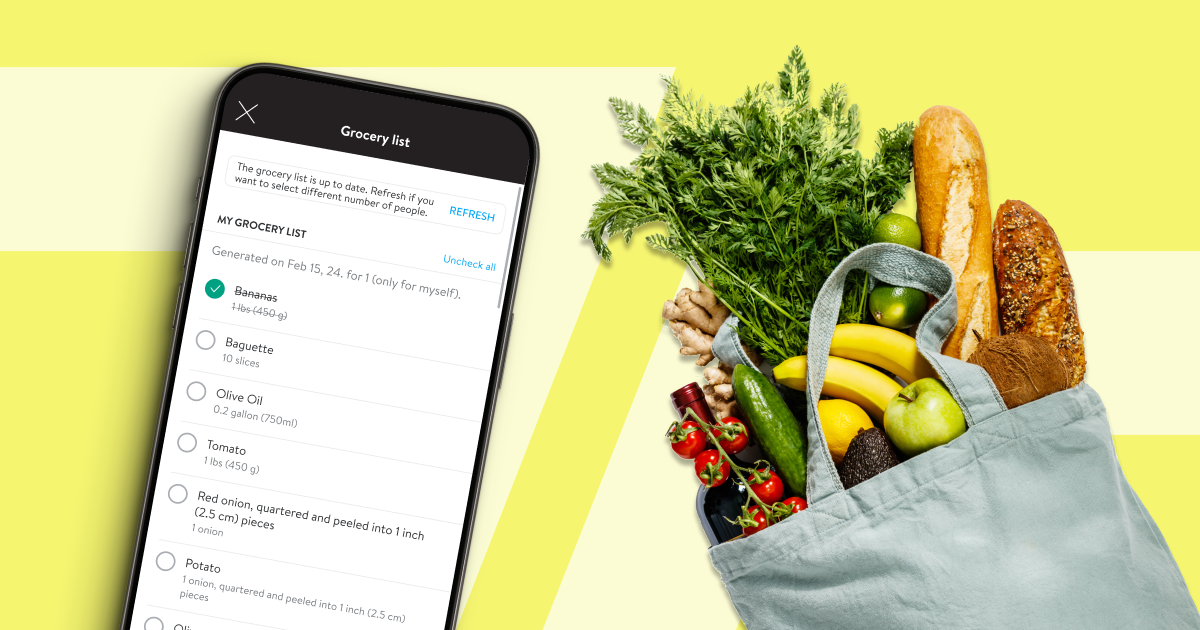 Grocery list
The grocery list is up to date. Refresh if you
want to select different number of people.
REFRESH
MY GROCERY LIST
Uncheck all
Generated on Feb 15, 24. for 1 (only for myself).
Bananas
1 lbs (450 g)
Baguette
10 slices
Olive Oil
0.2 gallon (750ml)
Tomato
1 lbs (450 g)
Red onion, quartered and peeled into 1 inch
(2.5 cm) pieces
1 onion
Potato
1 onion, quartered and peeled into 1 inch (2.5 cm)
pieces